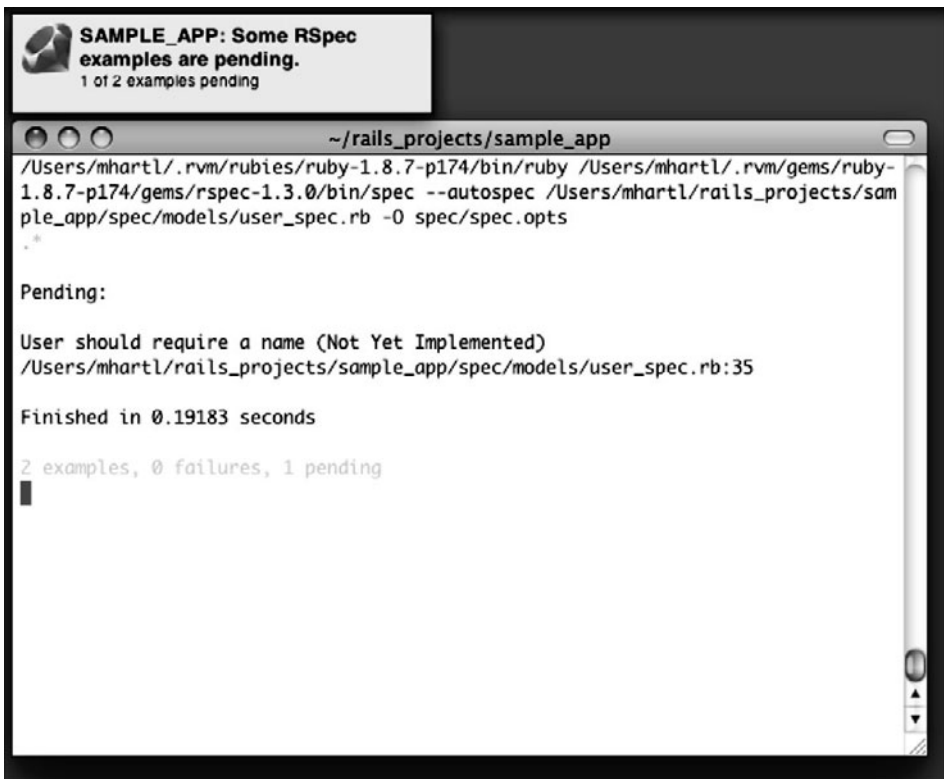 SAMPLE_APP: Some RSpec
examples are pending.
1 of 2 examples pending
~/rails_projects/sample_app
/Users/mhartl/.rvm/rubies/ruby-1.8.7-p174/bin/ruby /Users/mhartl/.rvm/gems/ruby-
1.8.7-p174/gems/rspec-1.3.0/bin/spec --autospec /Users/mhartl/rails_projects/sam
ple_app/spec/models/user_spec.rb -O spec/spec.opts
.*
Pending:
User should require a name (Not Yet Implemented)
/Users/mhartl/rails_projects/sample_app/spec/models/user_spec.rb:35
Finished in 0.19183 seconds
2 examples, 0 failures, 1 pending